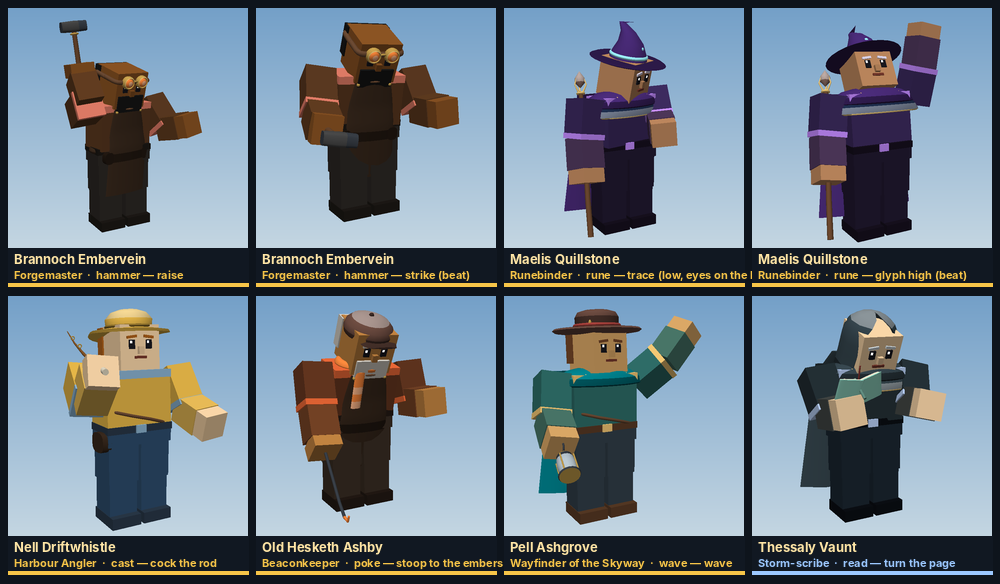 Brannoch Embervein
Forgemaster · hammer — raise
Brannoch Embervein
Forgemaster · hammer — strike (beat)
Maelis Quillstone
Runebinder · rune — trace (low, eyes on the
Maelis Quillstone
Runebinder · rune — glyph high (beat)
Nell Driftwhistle
Harbour Angler · cast — cock the rod
Old Hesketh Ashby
Beaconkeeper · poke — stoop to the embers
Pell Ashgrove
Wayfinder of the Skyway · wave — wave
Thessaly Vaunt
Storm-scribe · read — turn the page